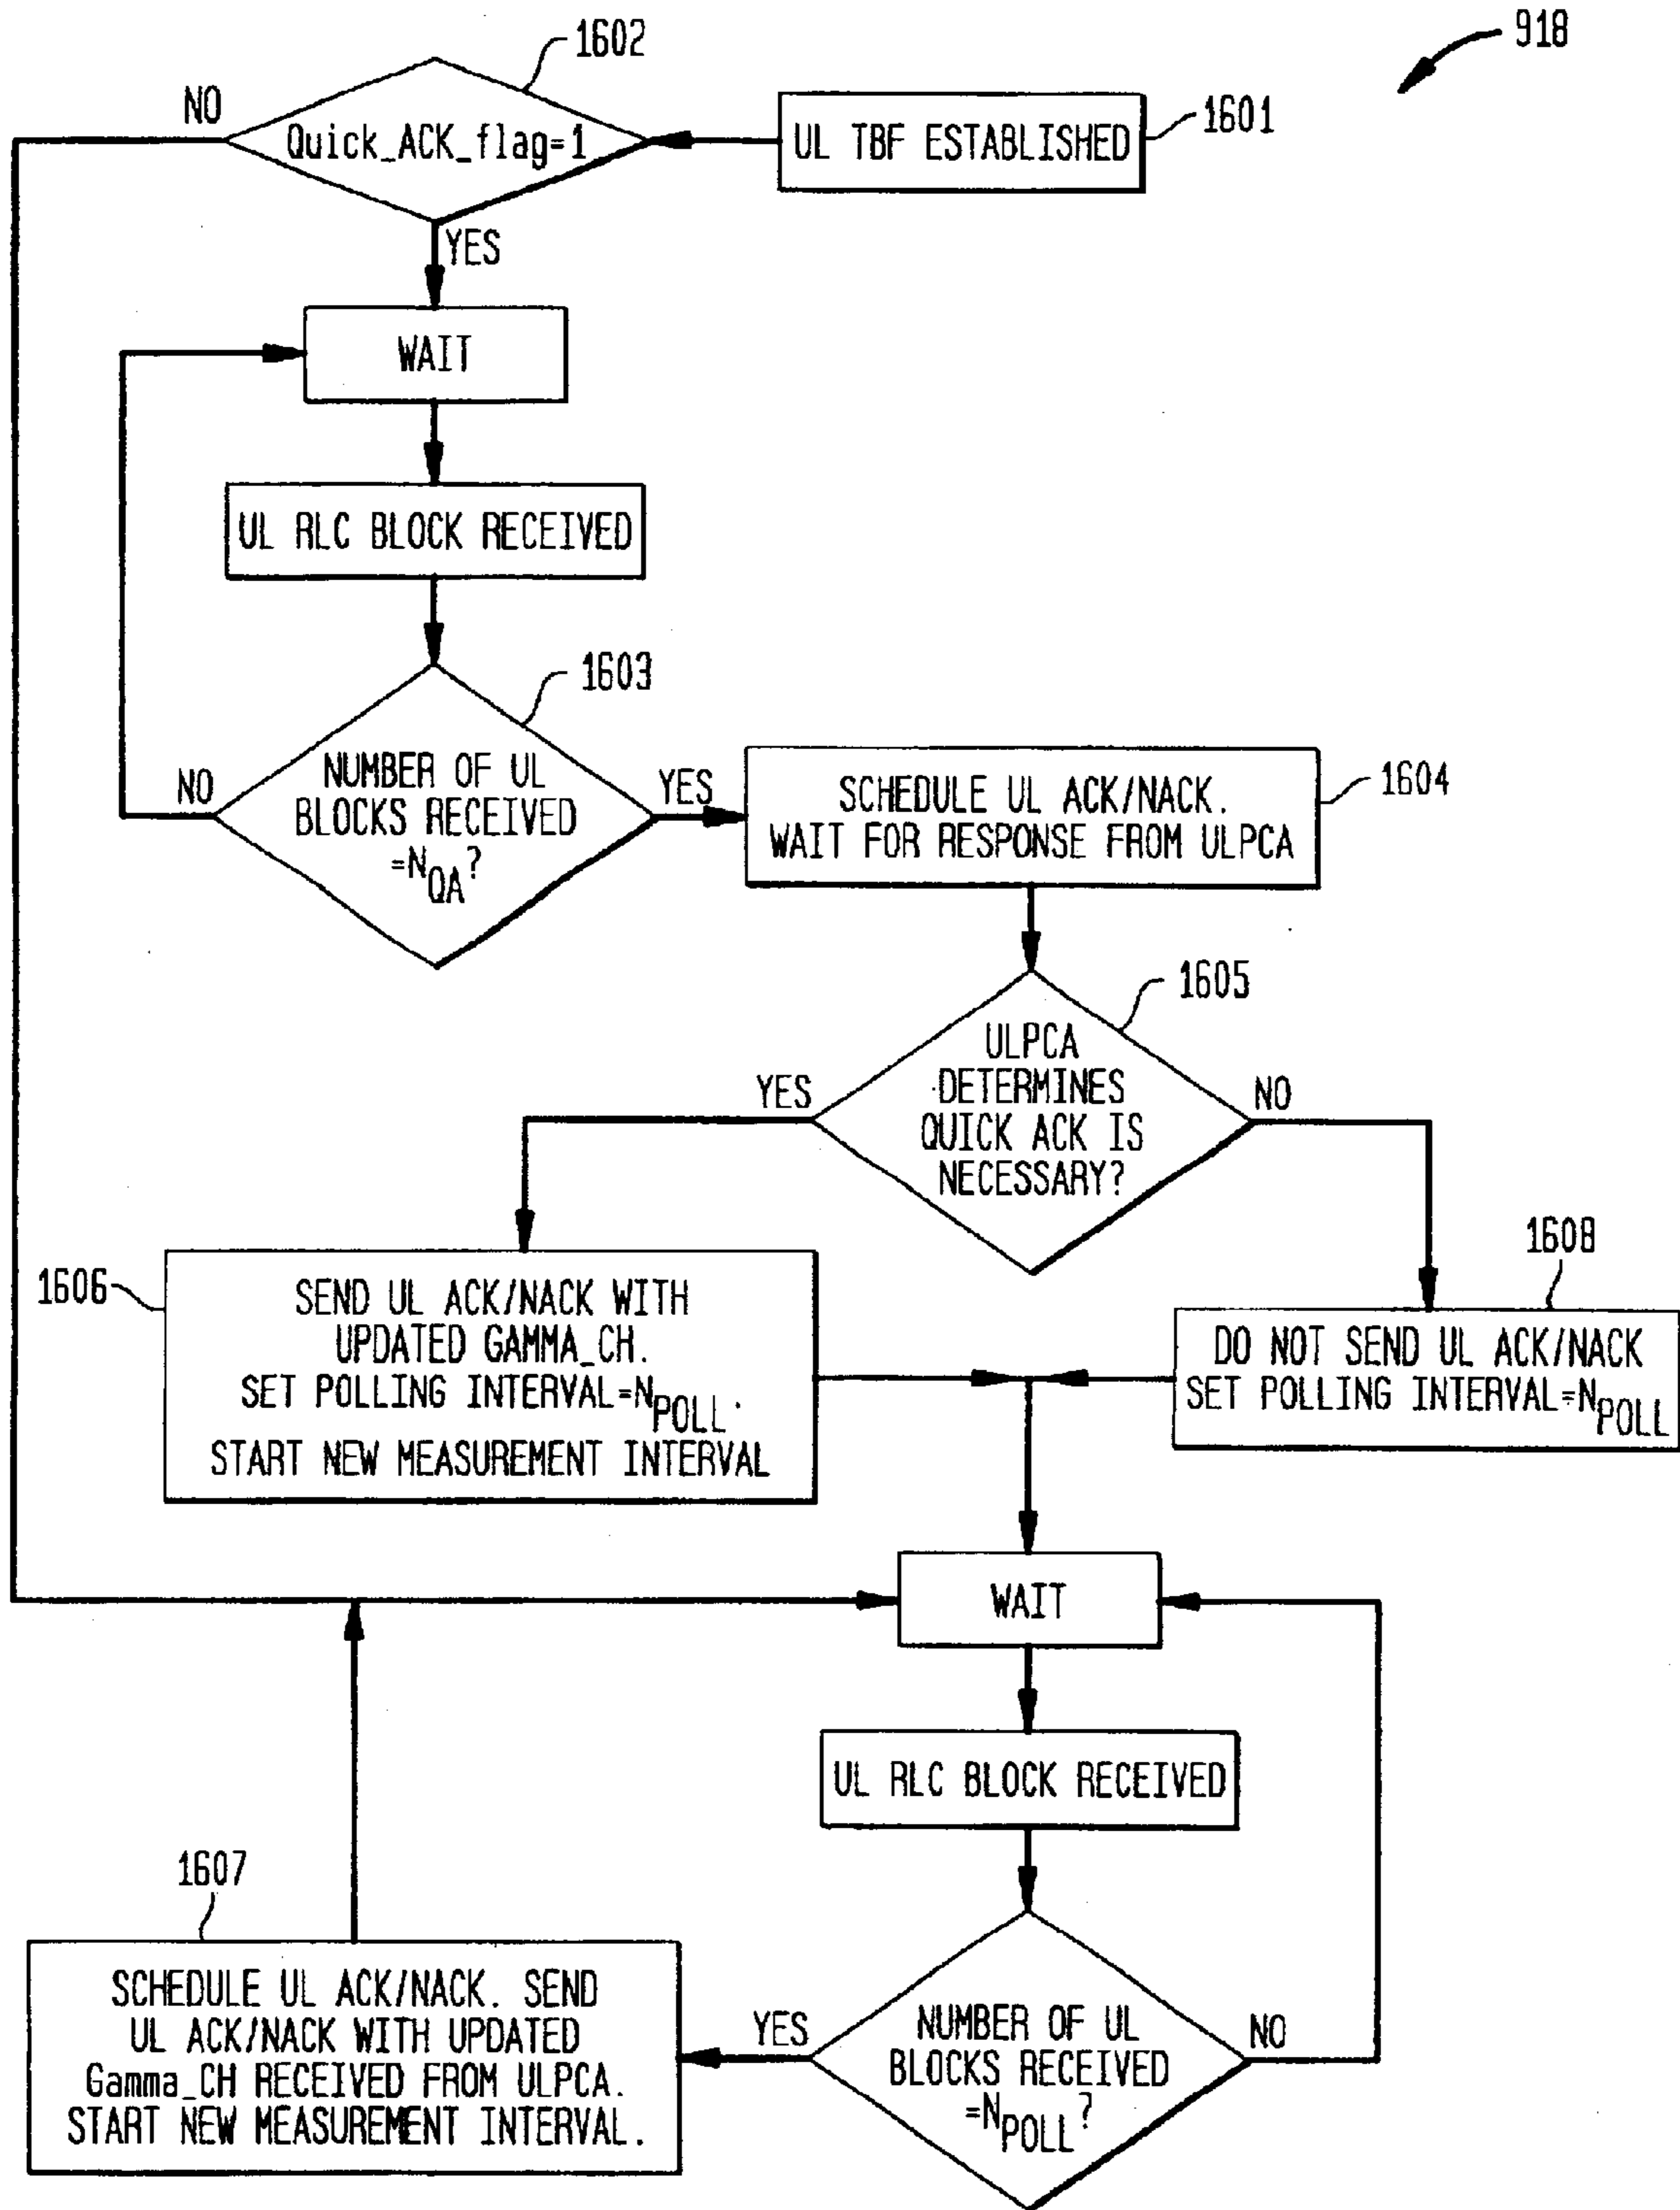 918
1602
NO
Quick_ACK_flag=1
UL TBF ESTABLISHED
1601
YES
WAIT
UL RLC BLOCK RECEIVED
1603
NO
NUMBER OF UL
BLOCKS RECEIVED
=N_QA?
YES
SCHEDULE UL ACK/NACK.
WAIT FOR RESPONSE FROM ULPCA
1604
1605
YES
ULPCA
DETERMINES
QUICK ACK IS
NECESSARY?
NO
1606
SEND UL ACK/NACK WITH
UPDATED GAMMA_CH.
SET POLLING INTERVAL=N_POLL.
START NEW MEASUREMENT INTERVAL
1608
DO NOT SEND UL ACK/NACK
SET POLLING INTERVAL=N_POLL
WAIT
UL RLC BLOCK RECEIVED
1607
SCHEDULE UL ACK/NACK. SEND
UL ACK/NACK WITH UPDATED
Gamma_CH RECEIVED FROM ULPCA.
START NEW MEASUREMENT INTERVAL.
YES
NUMBER OF UL
BLOCKS RECEIVED
=N_POLL?
NO